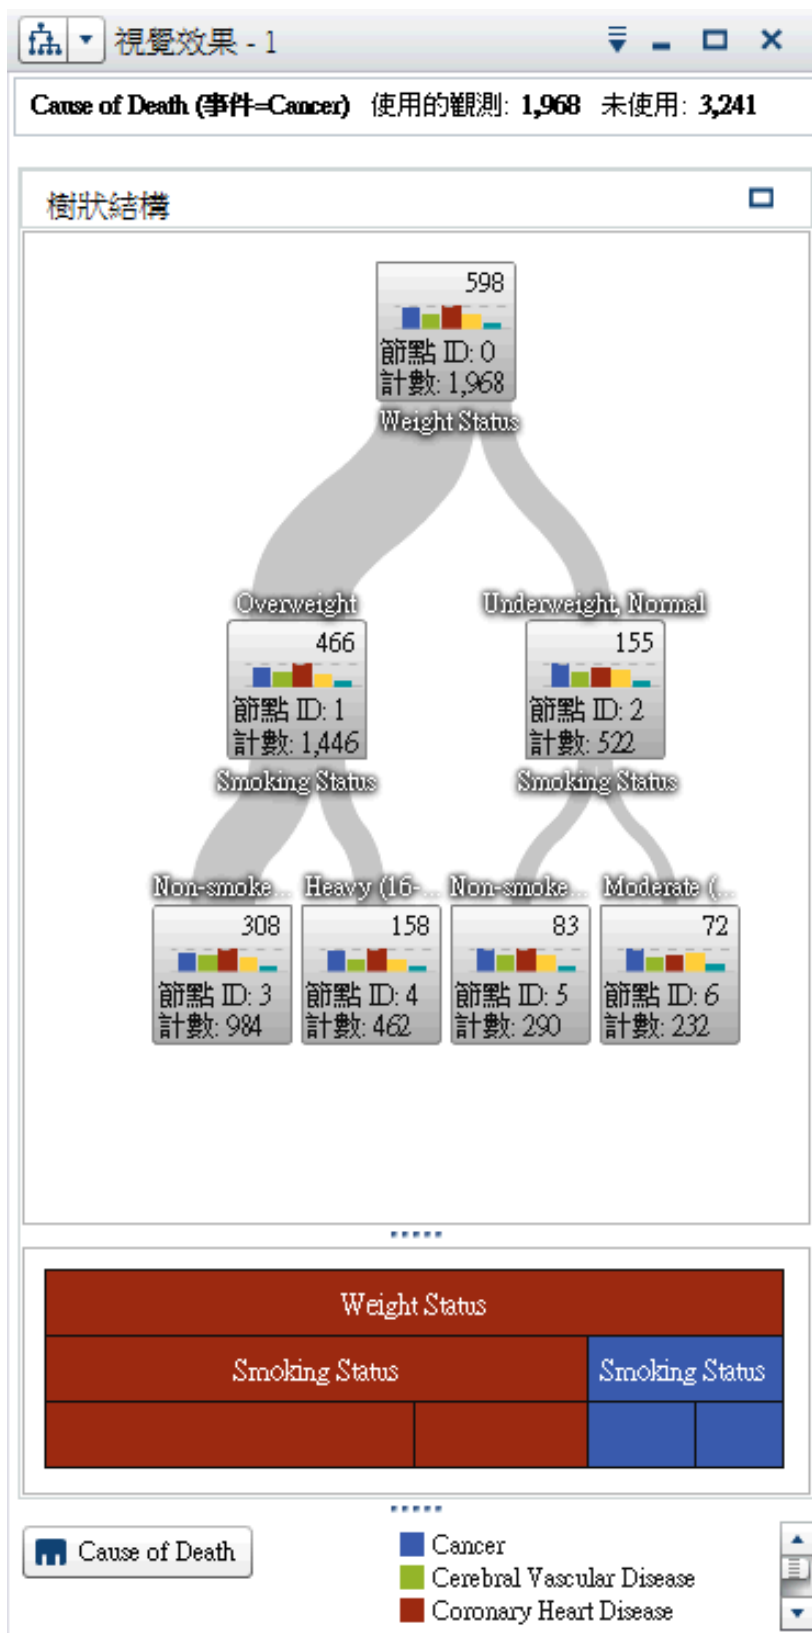 視覺效果 - 1
Cause of Death (事件=Cancer) 使用的觀測: 1,968 未使用: 3,241
樹狀結構
598
節點 ID: 0
計數: 1,968
Weight Status
Overweight
Underweight, Normal
466
155
節點 ID: 1
節點 ID: 2
計數: 1,446
計數: 522
Smoking Status
Smoking Status
Non-smoke...
Heavy (16-...
Non-smoke...
Moderate (...
308
158
83
72
節點 ID: 3
節點 ID: 4
節點 ID: 5
節點 ID: 6
計數: 984
計數: 462
計數: 290
計數: 232
Weight Status
Smoking Status
Smoking Status
Cause of Death
Cancer
Cerebral Vascular Disease
Coronary Heart Disease